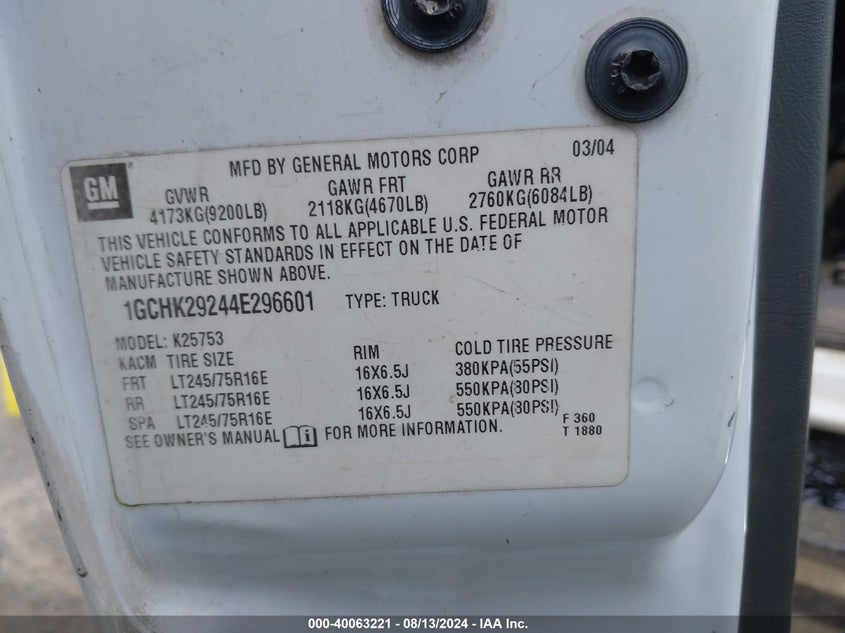 MFD BY GENERAL MOTORS CORP 03/04
GM
GVWR GAWR FRT GAWR RR
4173KG(9200LB) 2118KG(4670LB) 2760KG(6084LB)
THIS VEHICLE CONFORMS TO ALL APPLICABLE U.S. FEDERAL MOTOR
VEHICLE SAFETY STANDARDS IN EFFECT ON THE DATE OF
MANUFACTURE SHOWN ABOVE.
1GCHK29244E296601 TYPE: TRUCK
MODEL: K25753
KACM TIRE SIZE RIM COLD TIRE PRESSURE
FRT LT245/75R16E 16X6.5J 380KPA(55PSI)
RR LT245/75R16E 16X6.5J 550KPA(80PSI)
SPA LT245/75R16E 16X6.5J 550KPA(80PSI)
SEE OWNER'S MANUAL FOR MORE INFORMATION.
F 360
T 1880
000-40063221 - 08/13/2024 - IAA Inc.